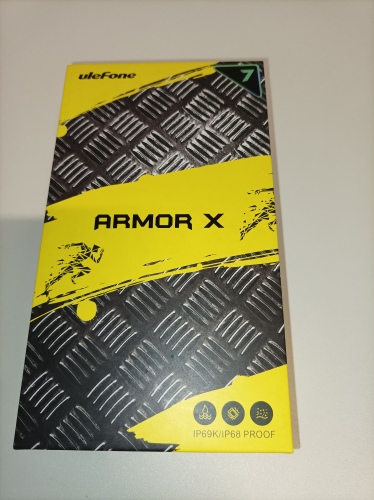 uleFone
7
ARMOR X
IP69K/IP68 PROOF